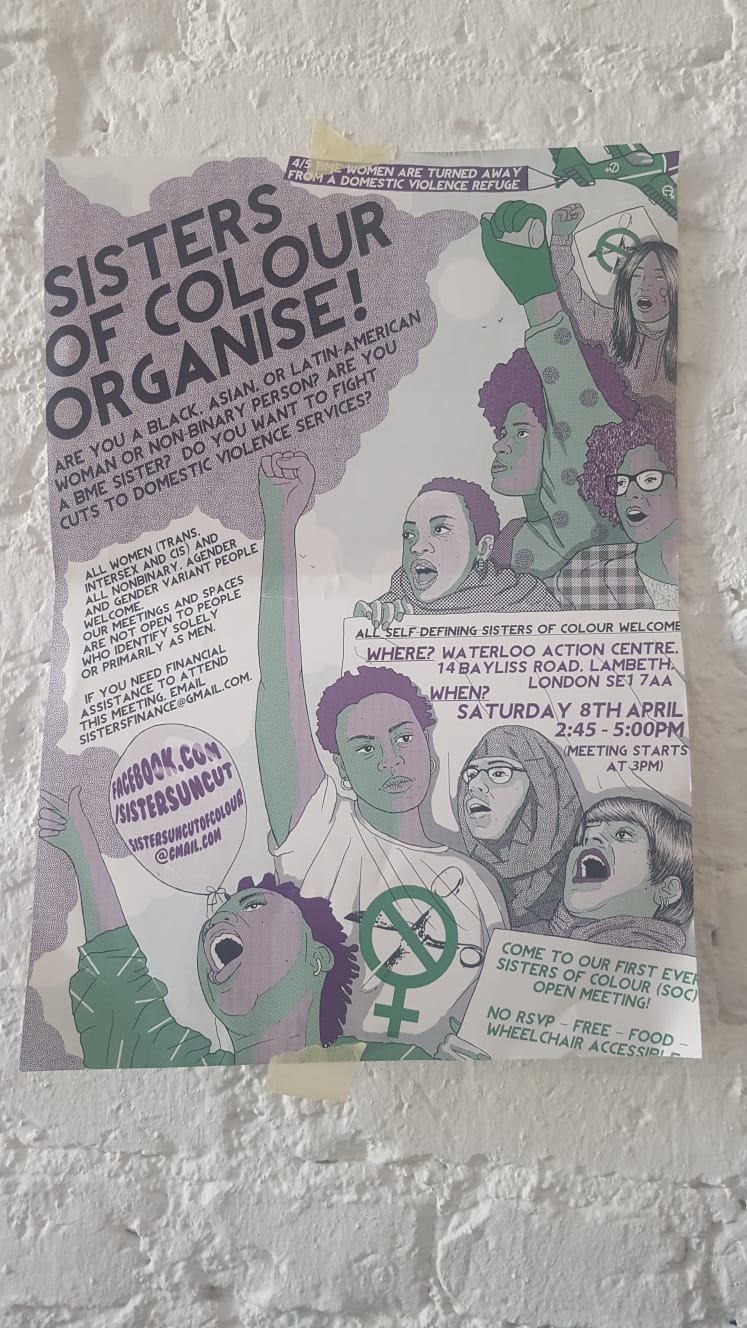 4/5 BME WOMEN ARE TURNED AWAY
FROM A DOMESTIC VIOLENCE REFUGE
SISTERS
OF COLOUR
ORGANISE!
ARE YOU A BLACK, ASIAN, OR LATIN-AMERICAN
WOMAN OR NON-BINARY PERSON? ARE YOU
A BME SISTER? DO YOU WANT TO FIGHT
CUTS TO DOMESTIC VIOLENCE SERVICES?
ALL WOMEN (TRANS,
INTERSEX AND CIS) AND
ALL NONBINARY, AGENDER
AND GENDER VARIANT PEOPLE
WELCOME.
OUR MEETINGS AND SPACES
ARE NOT OPEN TO PEOPLE
WHO IDENTIFY SOLELY
OR PRIMARILY AS MEN.
IF YOU NEED FINANCIAL
ASSISTANCE TO ATTEND
THIS MEETING, EMAIL
SISTERSFINANCE@GMAIL.COM.
FACEBOOK.COM
/SISTERSUNCUT
SISTERSUNCUTOFCOLOUR
@GMAIL.COM
ALL SELF-DEFINING SISTERS OF COLOUR WELCOME
WHERE? WATERLOO ACTION CENTRE,
14 BAYLISS ROAD, LAMBETH,
LONDON SE1 7AA
WHEN?
SATURDAY 8TH APRIL
2:45 - 5:00PM
(MEETING STARTS
AT 3PM)
COME TO OUR FIRST EVER
SISTERS OF COLOUR (SOC)
OPEN MEETING!
NO RSVP - FREE - FOOD -
WHEELCHAIR ACCESSIBLE